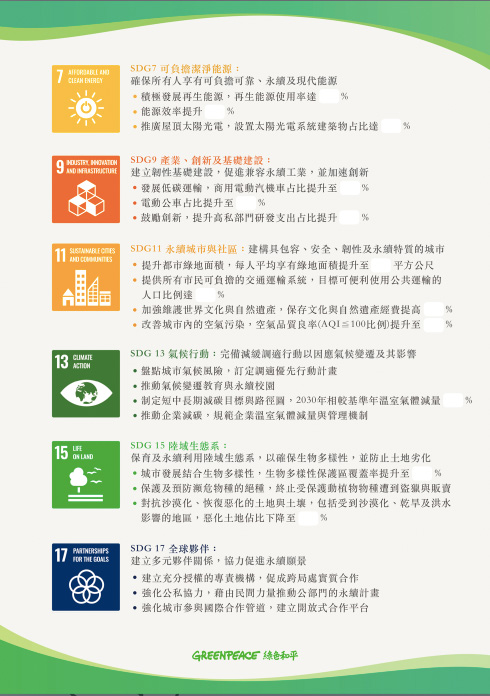 7 AFFORDABLE AND
CLEAN ENERGY
SDG7 可負擔潔淨能源：
確保所有人享有可負擔可靠、永續及現代能源
• 積極發展再生能源，再生能源使用率達 %
• 能源效率提升 %
• 推廣屋頂太陽光電，設置太陽光電系統建築物占比達 %
9 INDUSTRY, INNOVATION
AND INFRASTRUCTURE
SDG9 產業、創新及基礎建設：
建立韌性基礎建設，促進兼容永續工業，並加速創新
• 發展低碳運輸，商用電動汽機車占比提升至 %
• 電動公車占比提升至 %
• 鼓勵創新，提升高私部門研發支出占比提升 %
11 SUSTAINABLE CITIES
AND COMMUNITIES
SDG11 永續城市與社區：建構具包容、安全、韌性及永續特質的城市
• 提升都市綠地面積，每人平均享有綠地面積提升至 平方公尺
• 提供所有市民可負擔的交通運輸系統，目標可便利使用公共運輸的
人口比例達 %
• 加強維護世界文化與自然遺產，保存文化與自然遺產經費提高 %
• 改善城市內的空氣污染，空氣品質良率(AQI≦100比例)提升至 %
13 CLIMATE
ACTION
SDG 13 氣候行動：完備減緩調適行動以因應氣候變遷及其影響
• 盤點城市氣候風險，訂定調適優先行動計畫
• 推動氣候變遷教育與永續校園
• 制定短中長期減碳目標與路徑圖，2030年相較基準年溫室氣體減量 %
• 推動企業減碳，規範企業溫室氣體減量與管理機制
15 LIFE
ON LAND
SDG 15 陸域生態系：
保育及永續利用陸域生態系，以確保生物多樣性，並防止土地劣化
• 城市發展結合生物多樣性，生物多樣性保護區覆蓋率提升至 %
• 保護及預防瀕危物種的絕種，終止受保護動植物物種遭到盜獵與販賣
• 對抗沙漠化、恢復惡化的土地與土壤，包括受到沙漠化、乾旱及洪水
影響的地區，惡化土地佔比下降至 %
17 PARTNERSHIPS
FOR THE GOALS
SDG 17 全球夥伴：
建立多元夥伴關係，協力促進永續願景
• 建立充分授權的專責機構，促成跨局處實質合作
• 強化公私協力，藉由民間力量推動公部門的永續計畫
• 強化城市參與國際合作管道，建立開放式合作平台
GREENPEACE 綠色和平